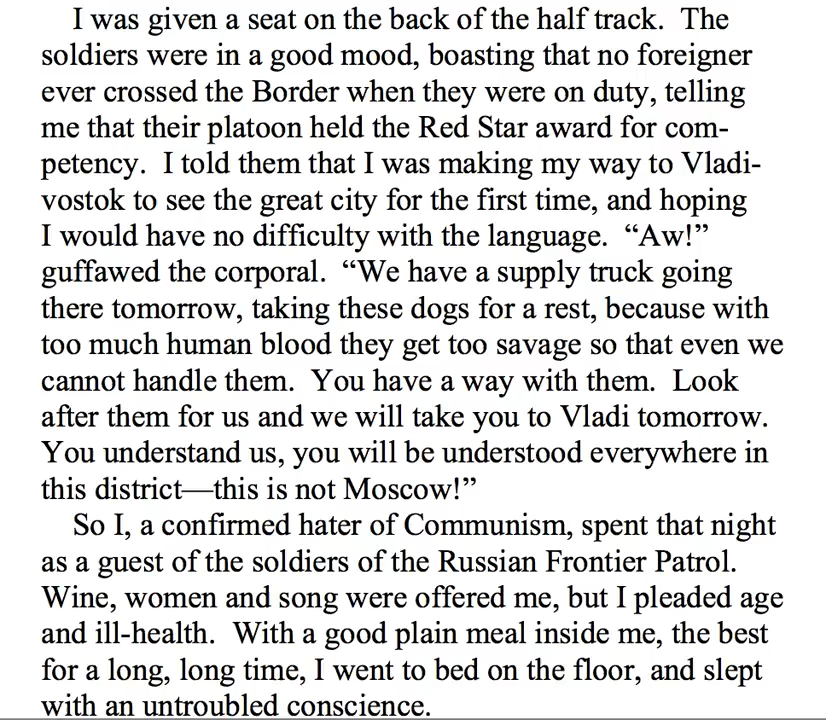 I was given a seat on the back of the half track.  The
soldiers were in a good mood, boasting that no foreigner
ever crossed the Border when they were on duty, telling
me that their platoon held the Red Star award for com-
petency.  I told them that I was making my way to Vladi-
vostok to see the great city for the first time, and hoping
I would have no difficulty with the language.  “Aw!”
guffawed the corporal.  “We have a supply truck going
there tomorrow, taking these dogs for a rest, because with
too much human blood they get too savage so that even we
cannot handle them.  You have a way with them.  Look
after them for us and we will take you to Vladi tomorrow.
You understand us, you will be understood everywhere in
this district—this is not Moscow!”
So I, a confirmed hater of Communism, spent that night
as a guest of the soldiers of the Russian Frontier Patrol.
Wine, women and song were offered me, but I pleaded age
and ill-health.  With a good plain meal inside me, the best
for a long, long time, I went to bed on the floor, and slept
with an untroubled conscience.